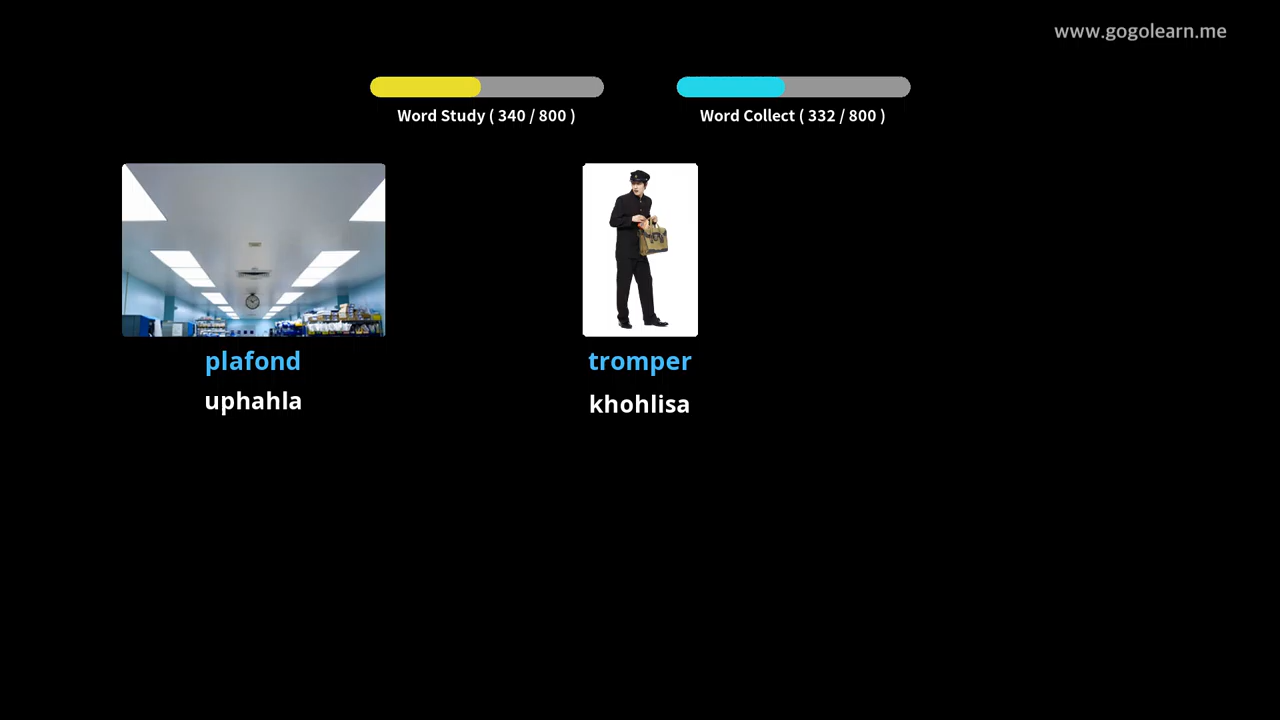 www.gogolearn.me
Word Study ( 340 / 800 )
Word Collect ( 332 / 800 )
plafond
uphahla
tromper
khohlisa